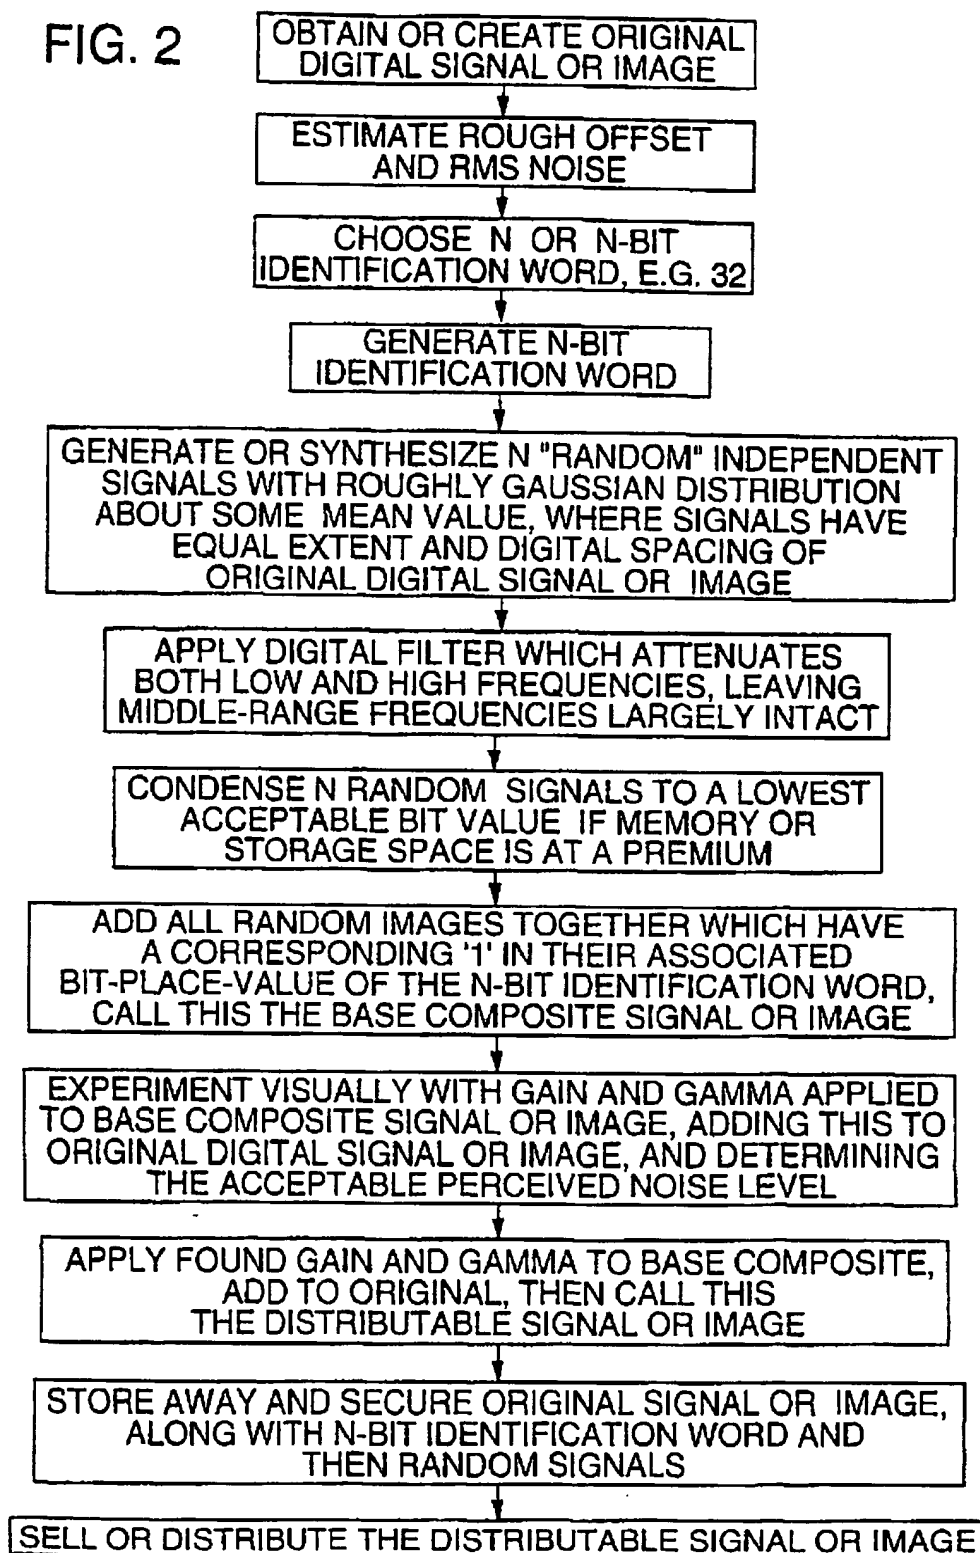 FIG. 2
OBTAIN OR CREATE ORIGINAL
DIGITAL SIGNAL OR IMAGE
ESTIMATE ROUGH OFFSET
AND RMS NOISE
CHOOSE N OR N-BIT
IDENTIFICATION WORD, E.G. 32
GENERATE N-BIT
IDENTIFICATION WORD
GENERATE OR SYNTHESIZE N "RANDOM" INDEPENDENT
SIGNALS WITH ROUGHLY GAUSSIAN DISTRIBUTION
ABOUT SOME MEAN VALUE, WHERE SIGNALS HAVE
EQUAL EXTENT AND DIGITAL SPACING OF
ORIGINAL DIGITAL SIGNAL OR IMAGE
APPLY DIGITAL FILTER WHICH ATTENUATES
BOTH LOW AND HIGH FREQUENCIES, LEAVING
MIDDLE-RANGE FREQUENCIES LARGELY INTACT
CONDENSE N RANDOM SIGNALS TO A LOWEST
ACCEPTABLE BIT VALUE IF MEMORY OR
STORAGE SPACE IS AT A PREMIUM
ADD ALL RANDOM IMAGES TOGETHER WHICH HAVE
A CORRESPONDING '1' IN THEIR ASSOCIATED
BIT-PLACE-VALUE OF THE N-BIT IDENTIFICATION WORD,
CALL THIS THE BASE COMPOSITE SIGNAL OR IMAGE
EXPERIMENT VISUALLY WITH GAIN AND GAMMA APPLIED
TO BASE COMPOSITE SIGNAL OR IMAGE, ADDING THIS TO
ORIGINAL DIGITAL SIGNAL OR IMAGE, AND DETERMINING
THE ACCEPTABLE PERCEIVED NOISE LEVEL
APPLY FOUND GAIN AND GAMMA TO BASE COMPOSITE,
ADD TO ORIGINAL, THEN CALL THIS
THE DISTRIBUTABLE SIGNAL OR IMAGE
STORE AWAY AND SECURE ORIGINAL SIGNAL OR IMAGE,
ALONG WITH N-BIT IDENTIFICATION WORD AND
THEN RANDOM SIGNALS
SELL OR DISTRIBUTE THE DISTRIBUTABLE SIGNAL OR IMAGE